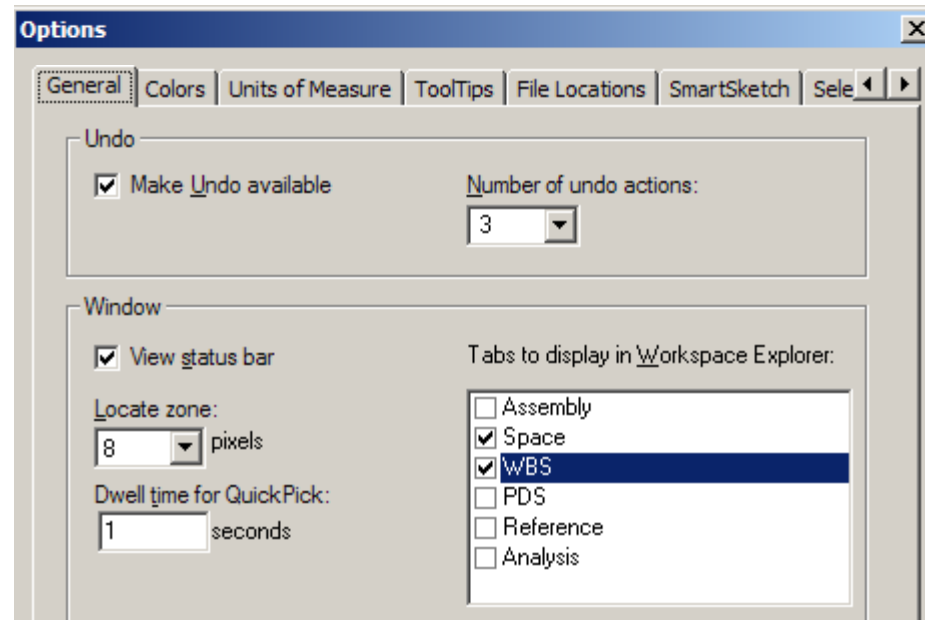 Options
General Colors Units of Measure ToolTips File Locations SmartSketch Sele
Undo
Make Undo available
Number of undo actions:
3
Window
View status bar
Locate zone:
8 pixels
Dwell time for QuickPick:
1 seconds
Tabs to display in Workspace Explorer:
Assembly
Space
WBS
PDS
Reference
Analysis